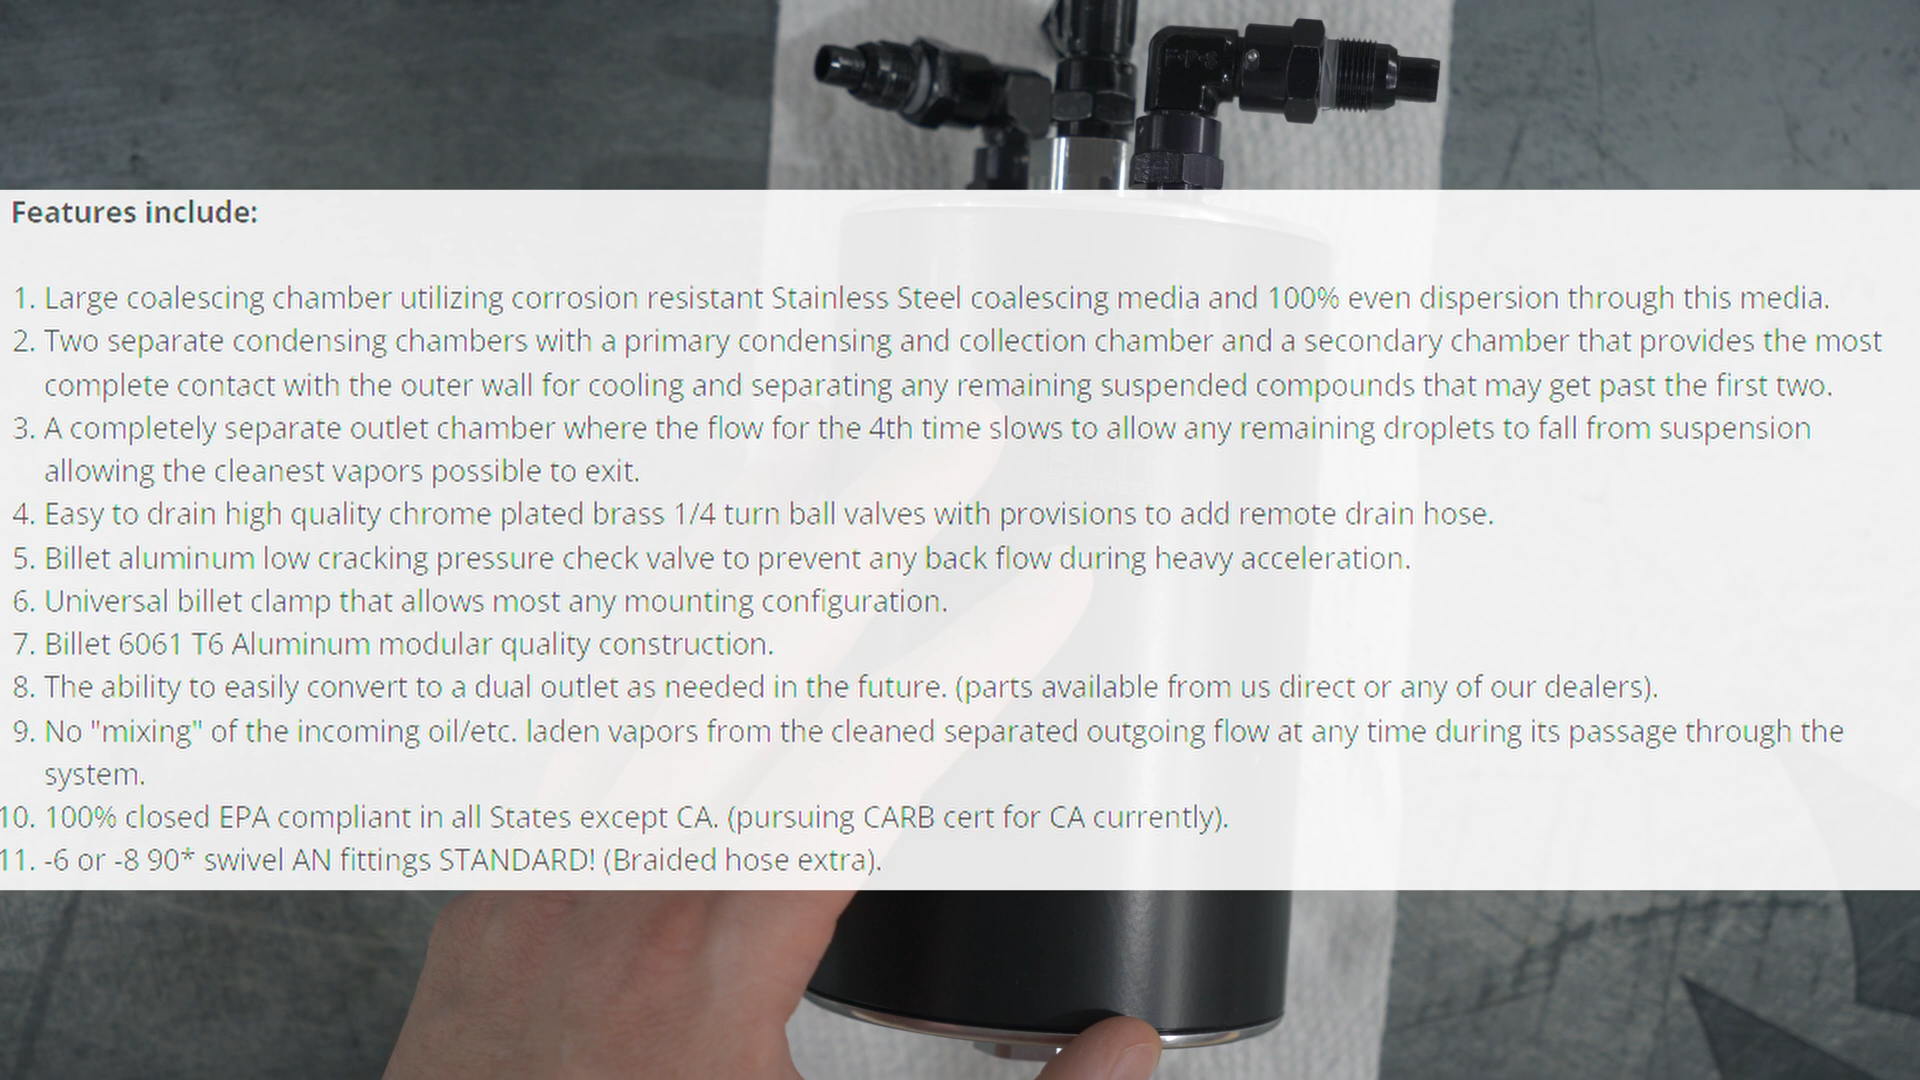 Features include:
1. Large coalescing chamber utilizing corrosion resistant Stainless Steel coalescing media and 100% even dispersion through this media.
2. Two separate condensing chambers with a primary condensing and collection chamber and a secondary chamber that provides the most
complete contact with the outer wall for cooling and separating any remaining suspended compounds that may get past the first two.
3. A completely separate outlet chamber where the flow for the 4th time slows to allow any remaining droplets to fall from suspension
allowing the cleanest vapors possible to exit.
4. Easy to drain high quality chrome plated brass 1/4 turn ball valves with provisions to add remote drain hose.
5. Billet aluminum low cracking pressure check valve to prevent any back flow during heavy acceleration.
6. Universal billet clamp that allows most any mounting configuration.
7. Billet 6061 T6 Aluminum modular quality construction.
8. The ability to easily convert to a dual outlet as needed in the future. (parts available from us direct or any of our dealers).
9. No "mixing" of the incoming oil/etc. laden vapors from the cleaned separated outgoing flow at any time during its passage through the
system.
10. 100% closed EPA compliant in all States except CA. (pursuing CARB cert for CA currently).
11. -6 or -8 90* swivel AN fittings STANDARD! (Braided hose extra).